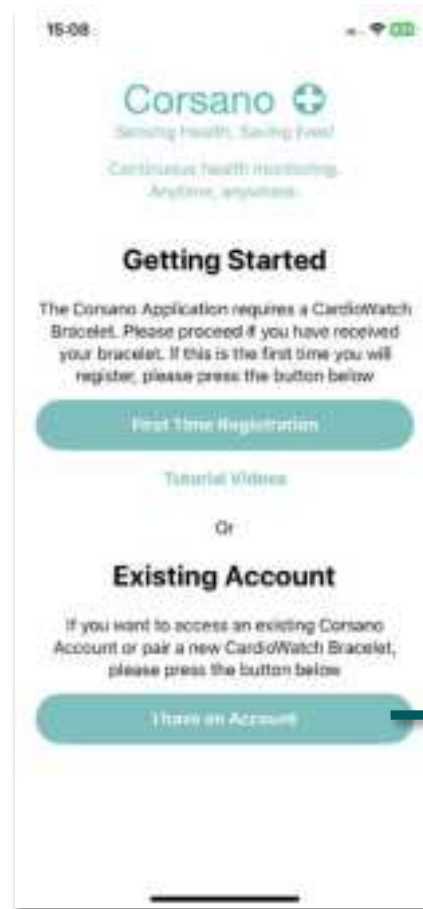 15:08
Corsano
Sensing Health, Saving lives!
Continuous health monitoring.
Anytime, anywhere.
Getting Started
The Corsano Application requires a CardioWatch
Bracelet. Please proceed if you have received
your bracelet. If this is the first time you will
register, please press the button below
First Time Registration
Tutorial Videos
Or
Existing Account
If you want to access an existing Corsano
Account or pair a new CardioWatch Bracelet,
please press the button below
I have an Account